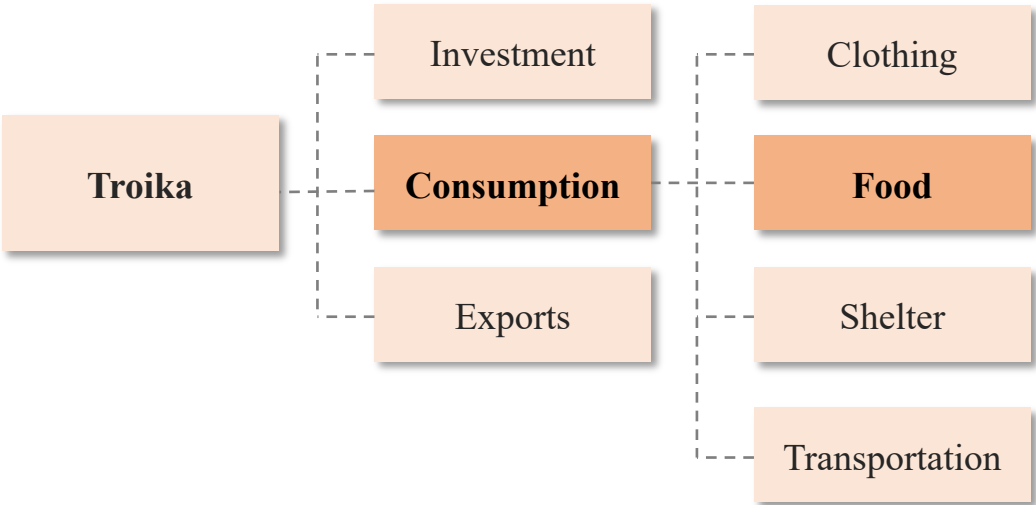 Troika
Investment
Consumption
Exports
Clothing
Food
Shelter
Transportation